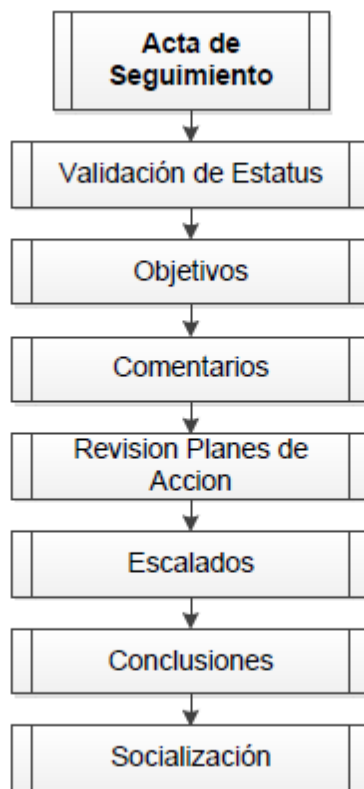 Acta de
Seguimiento
Validación de Estatus
Objetivos
Comentarios
Revision Planes de
Accion
Escalados
Conclusiones
Socialización